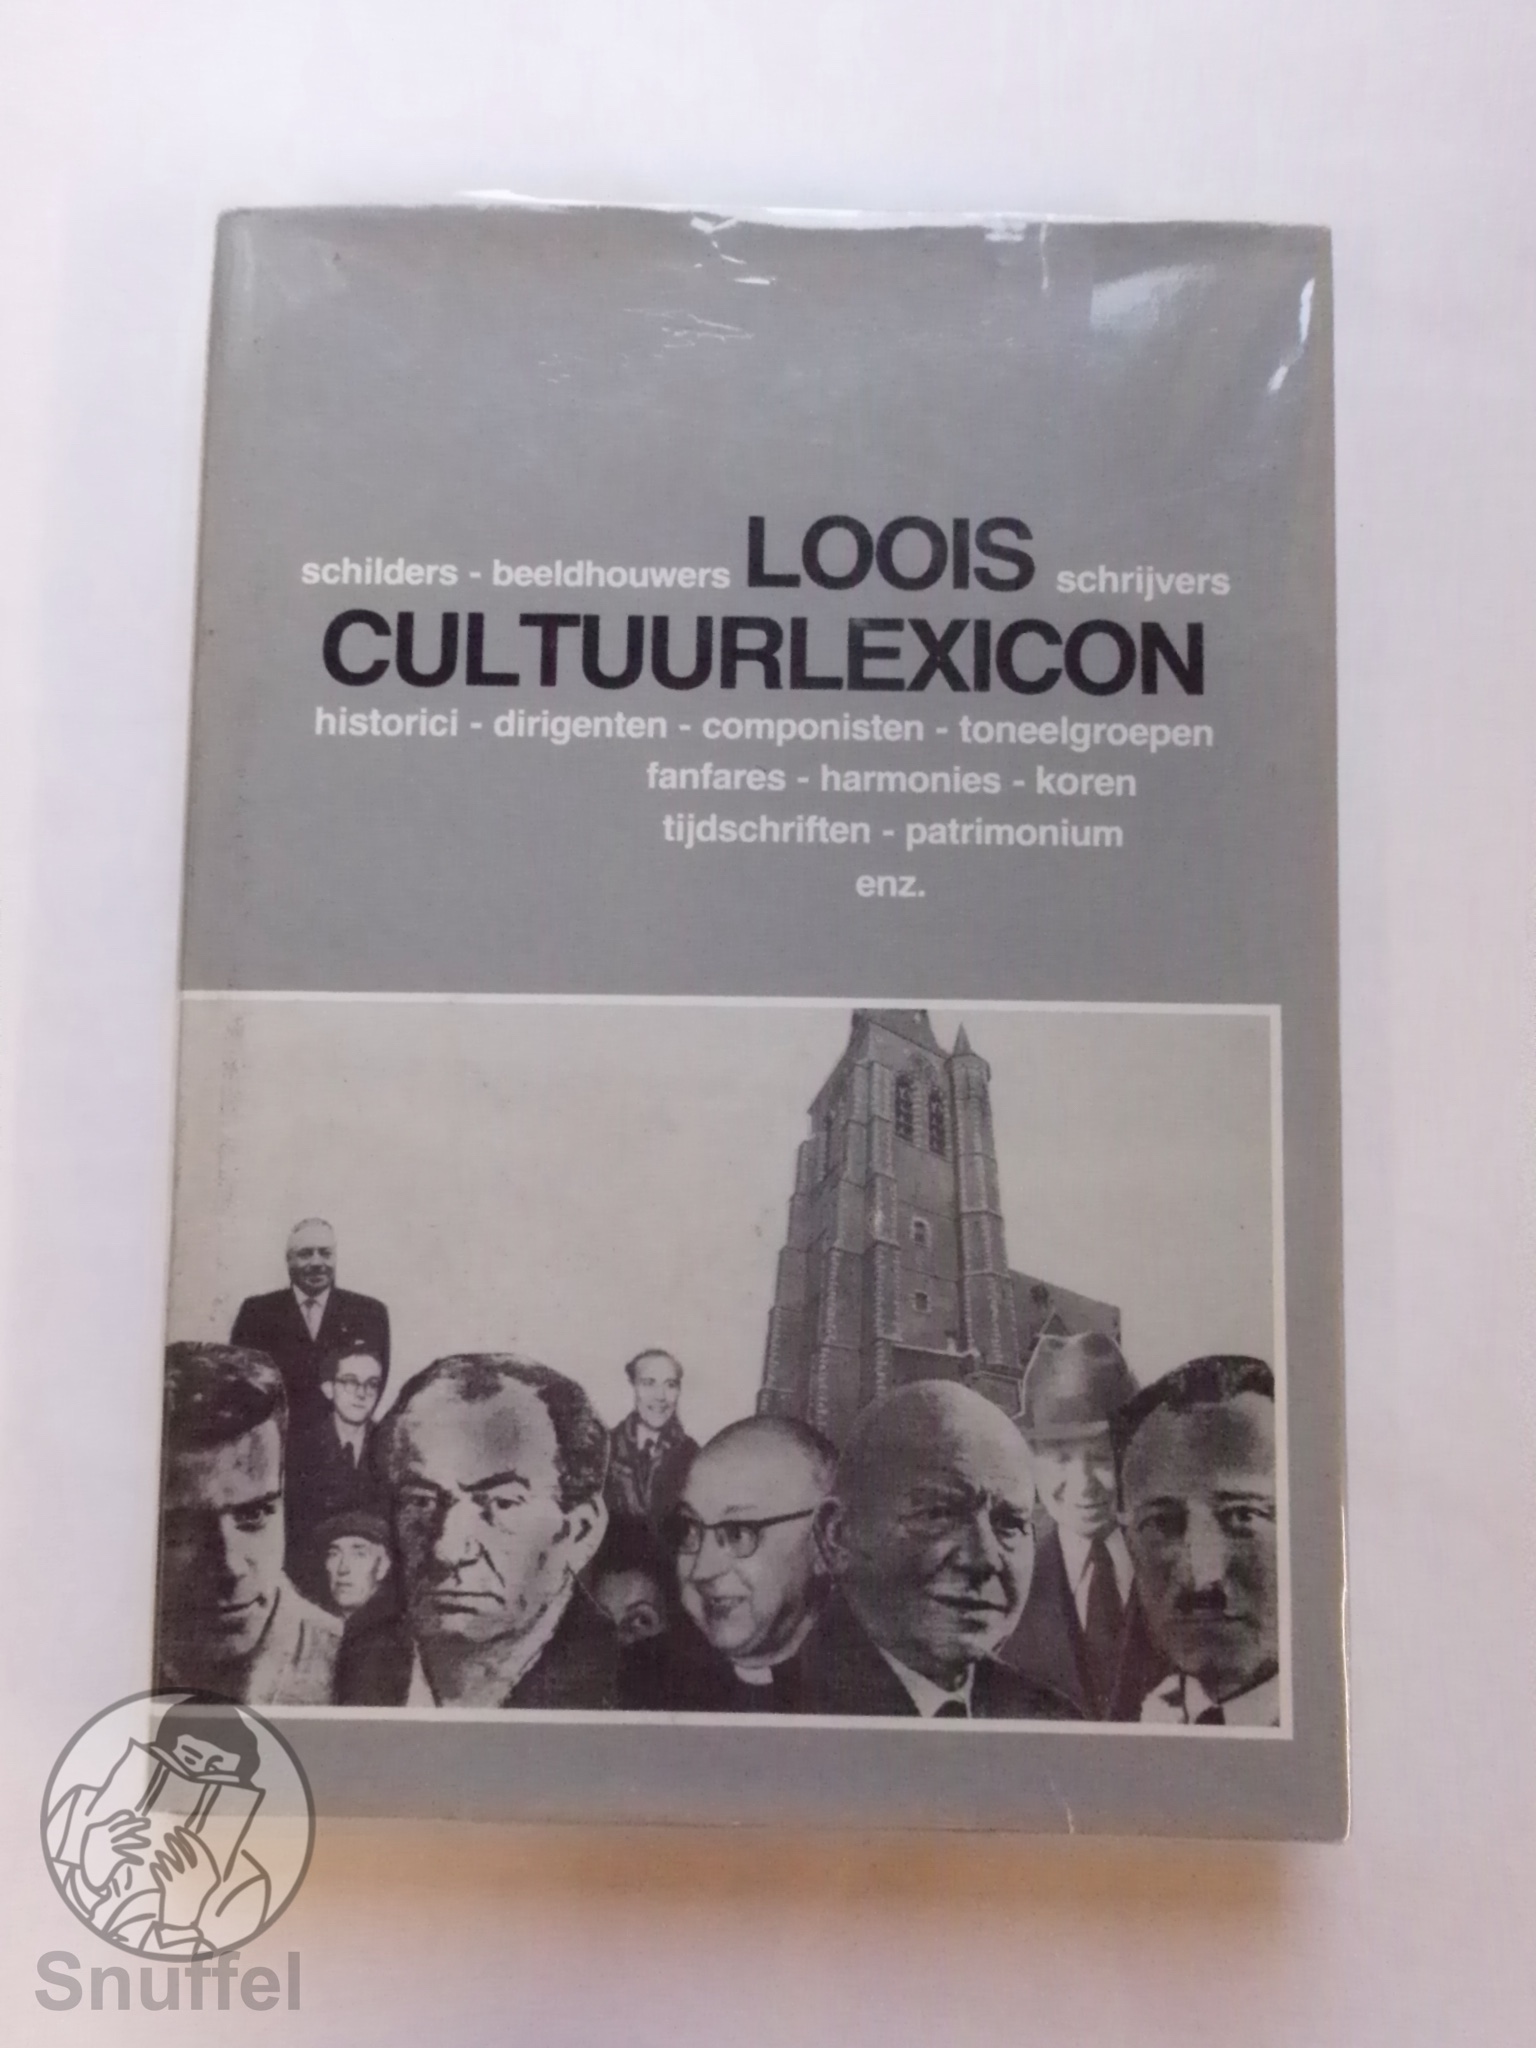 schilders - beeldhouwers LOOIS schrijvers
CULTUURLEXICON
historici - dirigenten - componisten - toneelgroepen
fanfares - harmonies - koren
tijdschriften - patrimonium
enz.
Snuffel